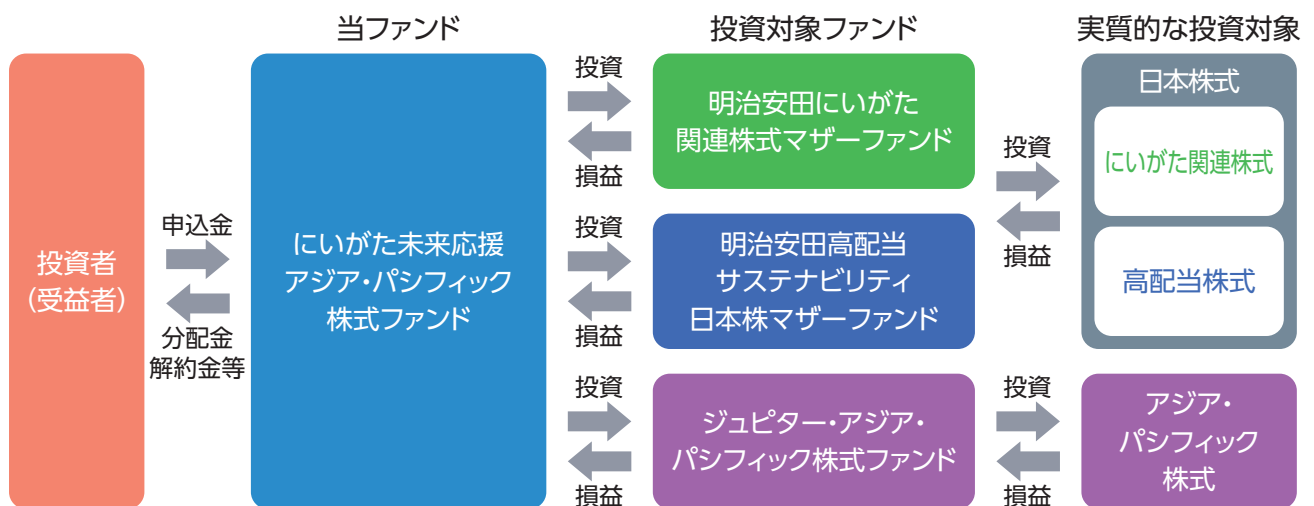 当ファンド
投資対象ファンド
実質的な投資対象
投資者
(受益者)
申込金
分配金
解約金等
にいがた未来応援
アジア・パシフィック
株式ファンド
投資
損益
明治安田にいがた
関連株式マザーファンド
投資
損益
明治安田高配当
サステナビリティ
日本株マザーファンド
投資
損益
日本株式
にいがた関連株式
高配当株式
投資
損益
ジュピター・アジア・
パシフィック株式ファンド
投資
損益
アジア・
パシフィック
株式